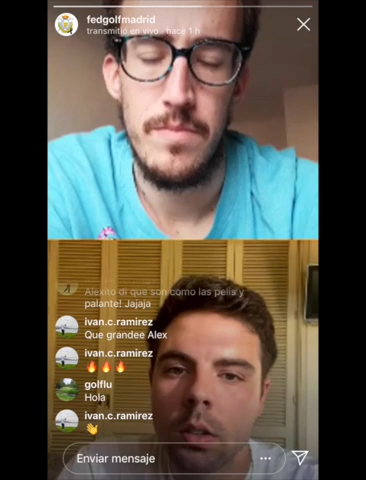 fedgolfmadrid
transmitió en vivo · hace 1 h
Alexito di que son como las pelis y
palante! Jajaja
ivan.c.ramirez
Que grandee Alex
ivan.c.ramirez
🔥🔥🔥
golflu
Hola
ivan.c.ramirez
👋
Enviar mensaje